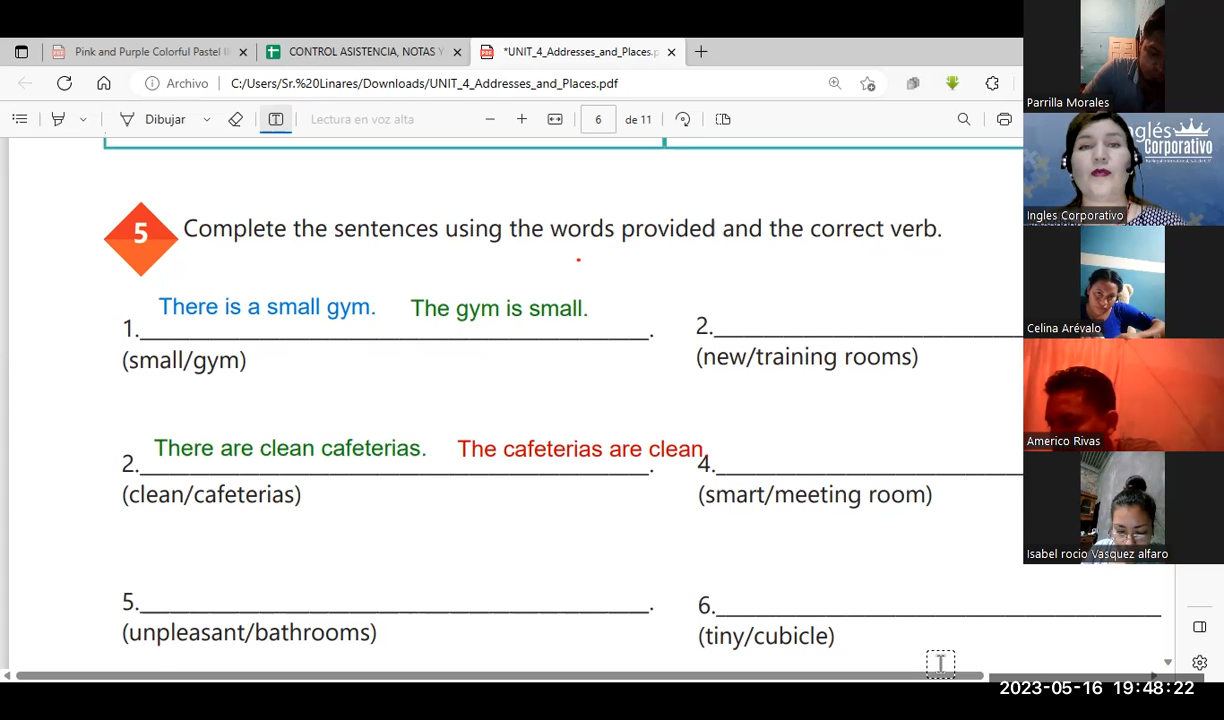 Pink and Purple Colorful Pastel Il
CONTROL ASISTENCIA, NOTAS Y
*UNIT_4_Addresses_and_Places.p
Archivo
C:/Users/Sr.%20Linares/Downloads/UNIT_4_Addresses_and_Places.pdf
Dibujar
Lectura en voz alta
6
de 11
5
Complete the sentences using the words provided and the correct verb.
There is a small gym. The gym is small.
1.
(small/gym)
2.
(new/training rooms)
There are clean cafeterias. The cafeterias are clean.
2.
(clean/cafeterias)
4.
(smart/meeting room)
5.
(unpleasant/bathrooms)
6.
(tiny/cubicle)
Parrilla Morales
Inglés
Corporativo
Ingles Corporativo
Celina Arévalo
Americo Rivas
Isabel rocio Vasquez alfaro
2023-05-16 19:48:22